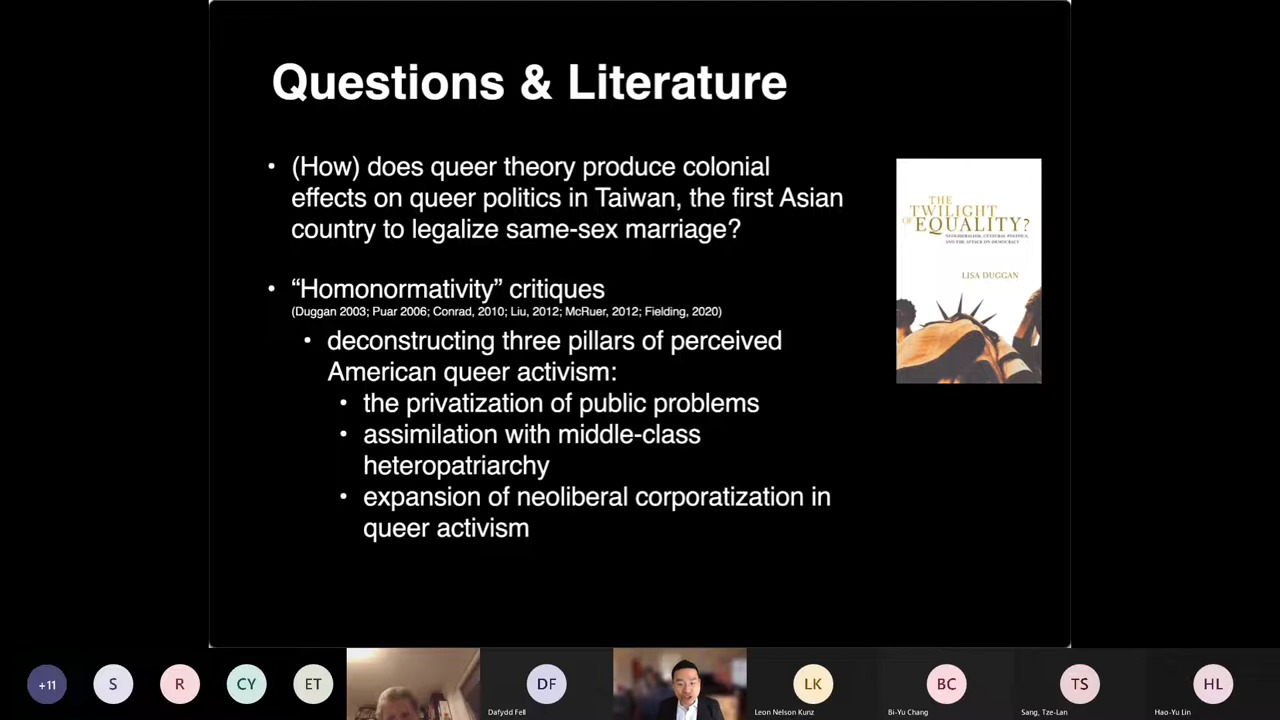 Questions & Literature
• (How) does queer theory produce colonial
effects on queer politics in Taiwan, the first Asian
country to legalize same-sex marriage?
• “Homonormativity” critiques
(Duggan 2003; Puar 2006; Conrad, 2010; Liu, 2012; McRuer, 2012; Fielding, 2020)
• deconstructing three pillars of perceived
American queer activism:
• the privatization of public problems
• assimilation with middle-class
heteropatriarchy
• expansion of neoliberal corporatization in
queer activism
THE
TWILIGHT
OF EQUALITY?
NEOLIBERALISM, CULTURAL POLITICS,
AND THE ATTACK ON DEMOCRACY
LISA DUGGAN
+11
S
R
CY
ET
DF
Dafydd Fell
LK
Leon Nelson Kunz
BC
Bi-Yu Chang
TS
Sang, Tze-Lan
HL
Hao-Yu Lin